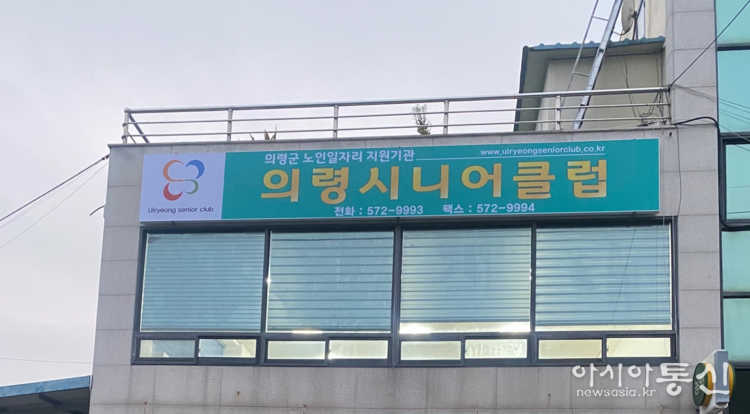 의령군 노인일자리 지원기관
www.uiryeongseniorclub.co.kr
의령시니어클럽
Uiryeong senior club
전화 : 572-9993 팩스 : 572-9994
아시아통신
newsasia.kr